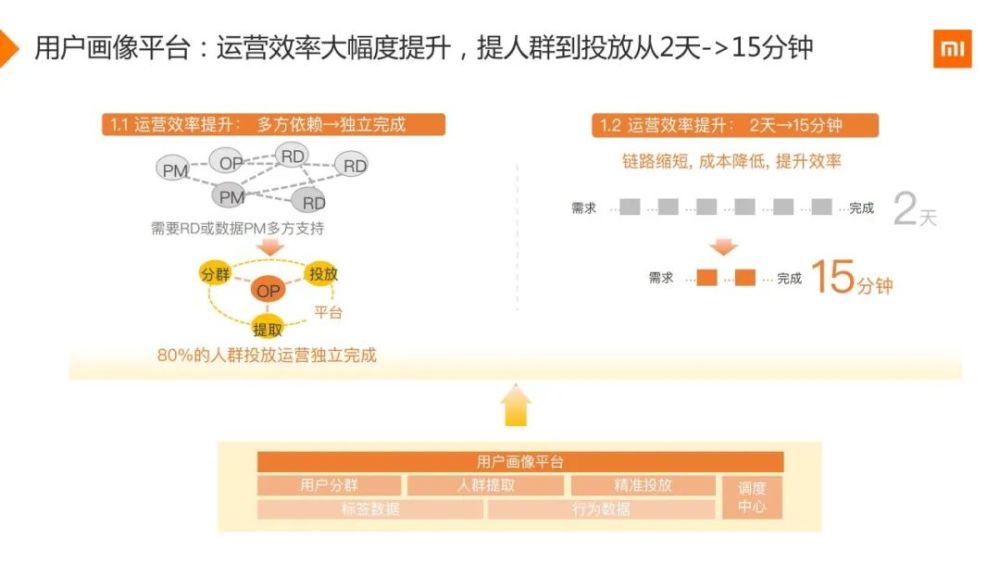 用户画像平台：运营效率大幅度提升，提人群到投放从2天->15分钟
mi
1.1 运营效率提升： 多方依赖→独立完成
PM
OP
RD
RD
PM
RD
需要RD或数据PM多方支持
分群
投放
OP
平台
提取
80%的人群投放运营独立完成
1.2 运营效率提升： 2天→15分钟
链路缩短, 成本降低, 提升效率
需求 ... ... ... ... ... ... ...完成 2天
需求 ... ... ... 完成 15分钟
用户画像平台
用户分群 人群提取 精准投放
调度
中心
标签数据 行为数据